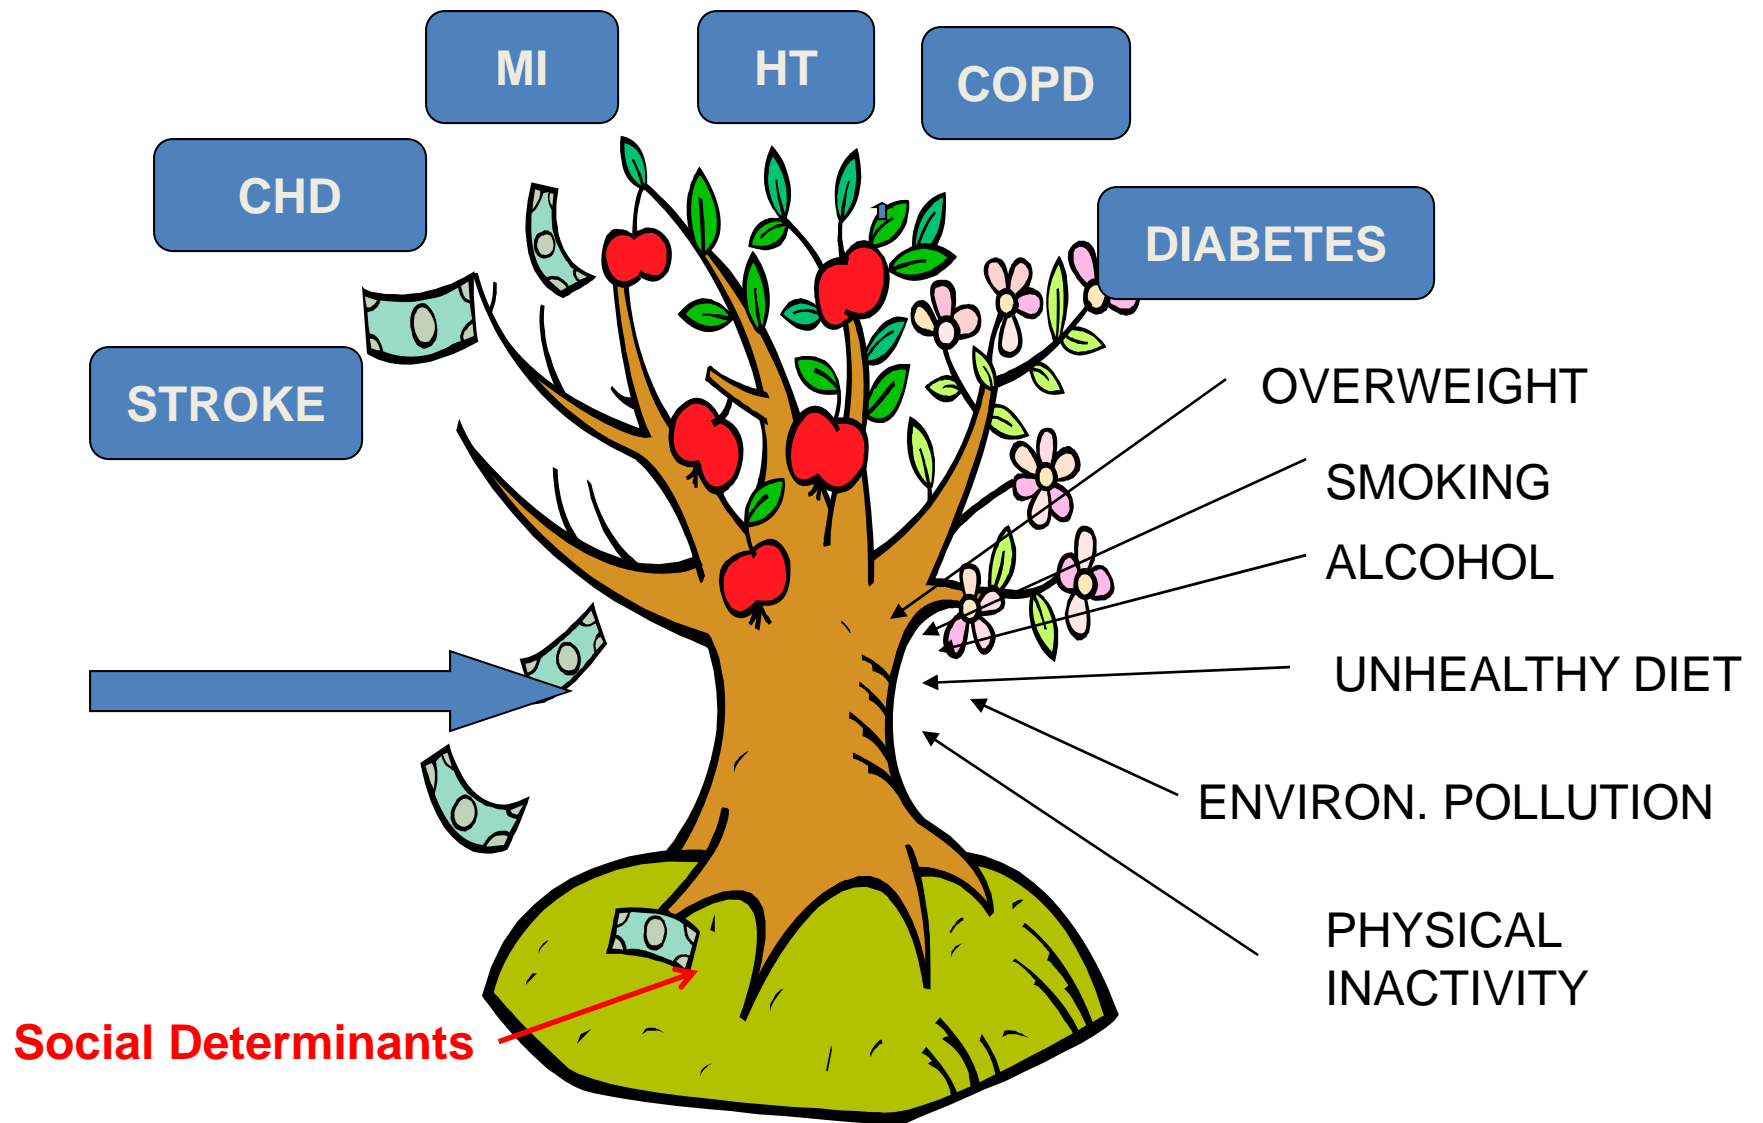 MI
HT
COPD
CHD
DIABETES
STROKE
OVERWEIGHT
SMOKING
ALCOHOL
UNHEALTHY DIET
ENVIRON. POLLUTION
PHYSICAL
INACTIVITY
Social Determinants